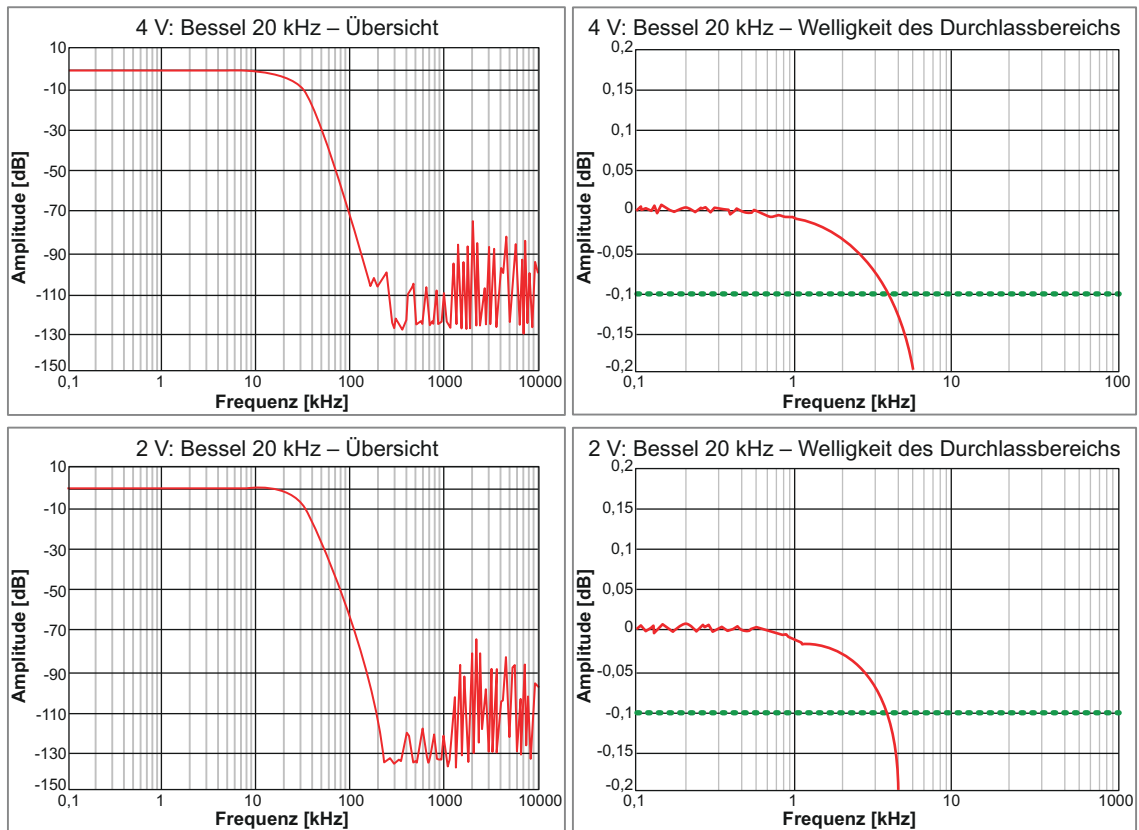 4 V: Bessel 20 kHz – Übersicht
10
-10
-30
-50
-70
-90
-110
-130
-150
Amplitude [dB]
0,1 1 10 100 1000 10000
Frequenz [kHz]
4 V: Bessel 20 kHz – Welligkeit des Durchlassbereichs
0,2
0,15
0,1
0,05
0
-0,05
-0,1
-0,15
-0,2
Amplitude [dB]
0,1 1 10 100
Frequenz [kHz]
2 V: Bessel 20 kHz – Übersicht
10
-10
-30
-50
-70
-90
-110
-130
-150
Amplitude [dB]
0,1 1 10 100 1000 10000
Frequenz [kHz]
2 V: Bessel 20 kHz – Welligkeit des Durchlassbereichs
0,2
0,15
0,1
0,05
0
-0,05
-0,1
-0,15
-0,2
Amplitude [dB]
0,1 1 10 1000
Frequenz [kHz]